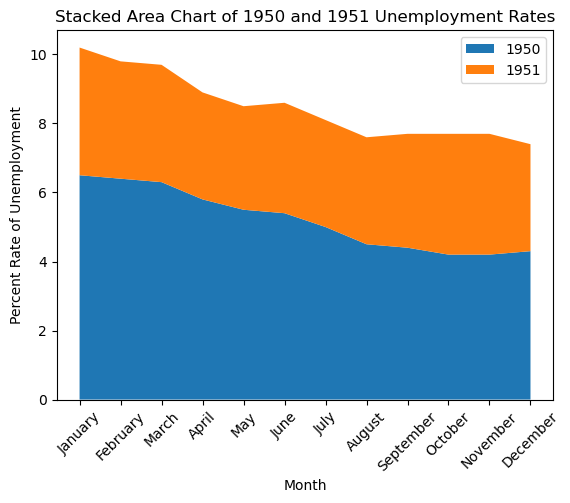 Stacked Area Chart of 1950 and 1951 Unemployment Rates
1950
1951
Percent Rate of Unemployment
10
8
6
4
2
0
January
February
March
April
May
June
July
August
September
October
November
December
Month